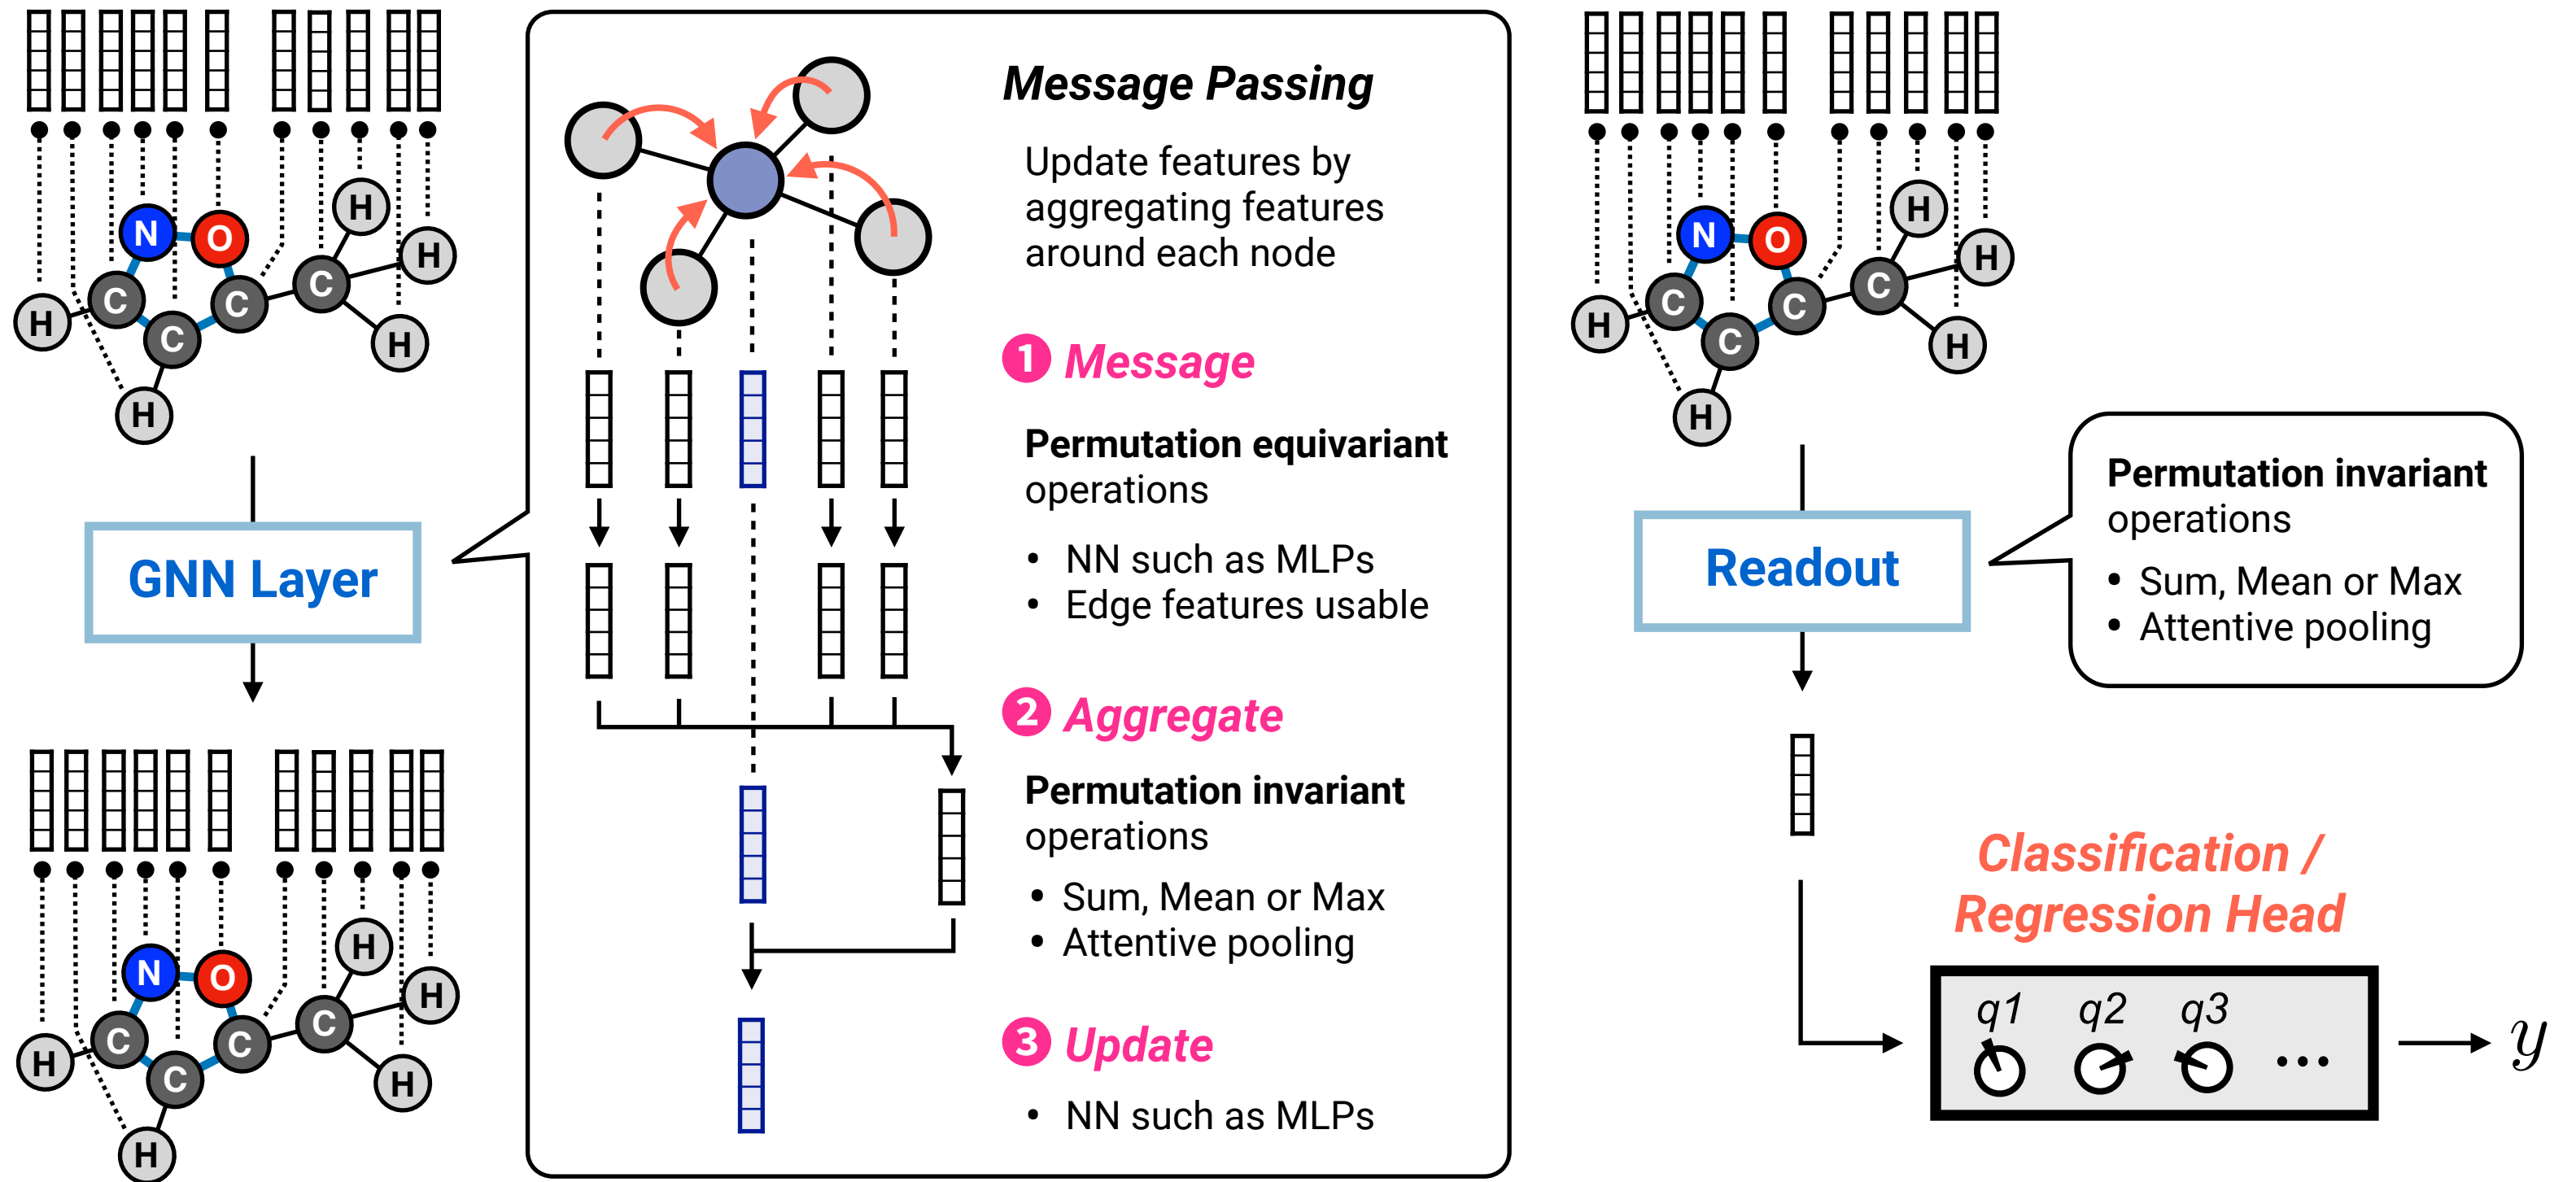 N
O
H
H
C
C
C
H
C
H
H
GNN Layer
N
O
H
H
C
C
C
H
C
H
H
Message Passing
Update features by
aggregating features
around each node
1 Message
Permutation equivariant
operations
• NN such as MLPs
• Edge features usable
2 Aggregate
Permutation invariant
operations
• Sum, Mean or Max
• Attentive pooling
3 Update
• NN such as MLPs
N
O
H
H
C
C
C
H
C
H
H
Readout
Permutation invariant
operations
• Sum, Mean or Max
• Attentive pooling
Classification /
Regression Head
q1 q2 q3
...
y